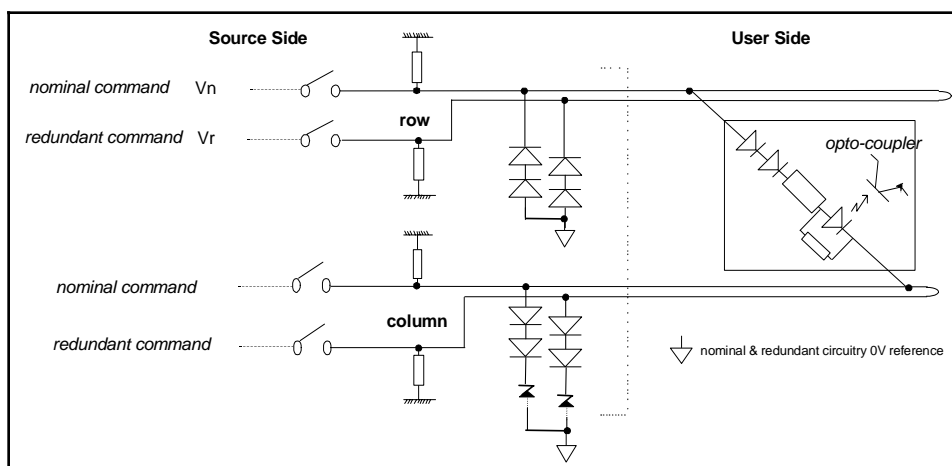 Source Side
User Side
nominal command Vn
redundant command Vr
row
opto-coupler
nominal command
column
redundant command
nominal & redundant circuitry 0V reference